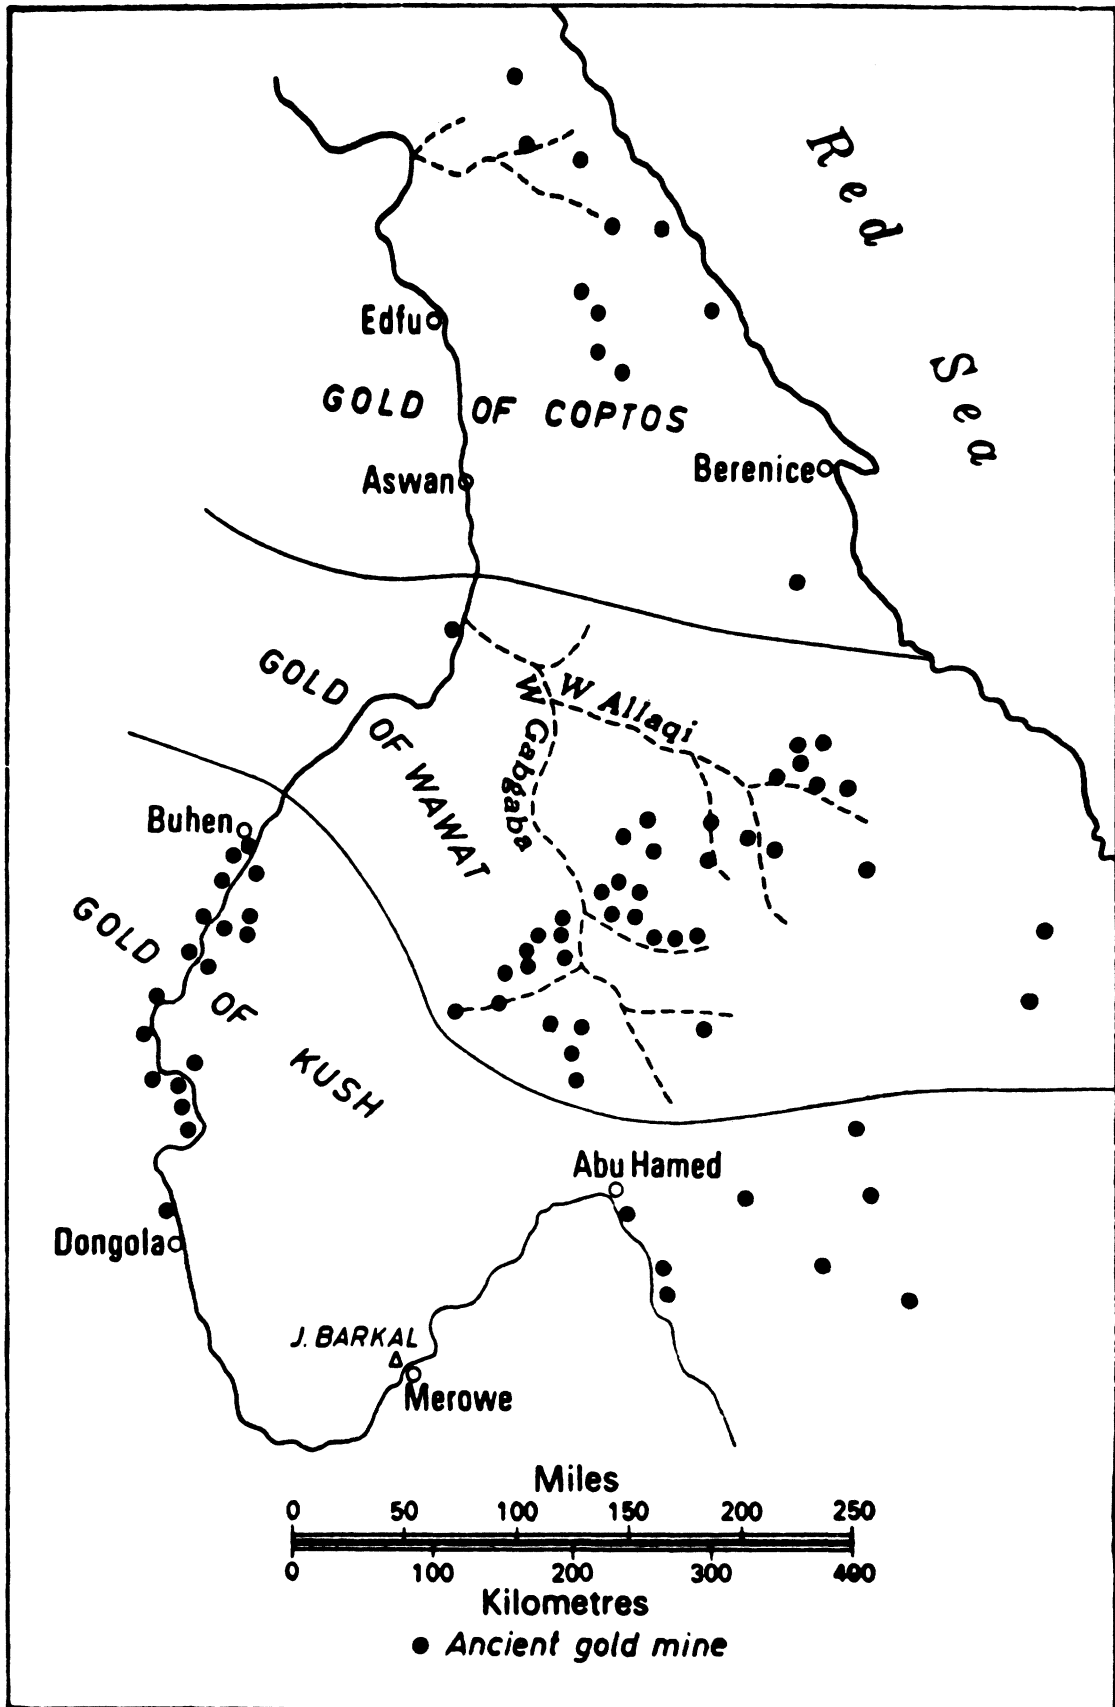 Red Sea
Edfu
GOLD OF COPTOS
Berenice
Aswan
GOLD OF WAWAT
W Allaqi
W Gabgaba
Buhen
GOLD OF KUSH
Abu Hamed
Dongola
J. BARKAL
Merowe
Miles
0 50 100 150 200 250
0 100 200 300 400
Kilometres
Ancient gold mine